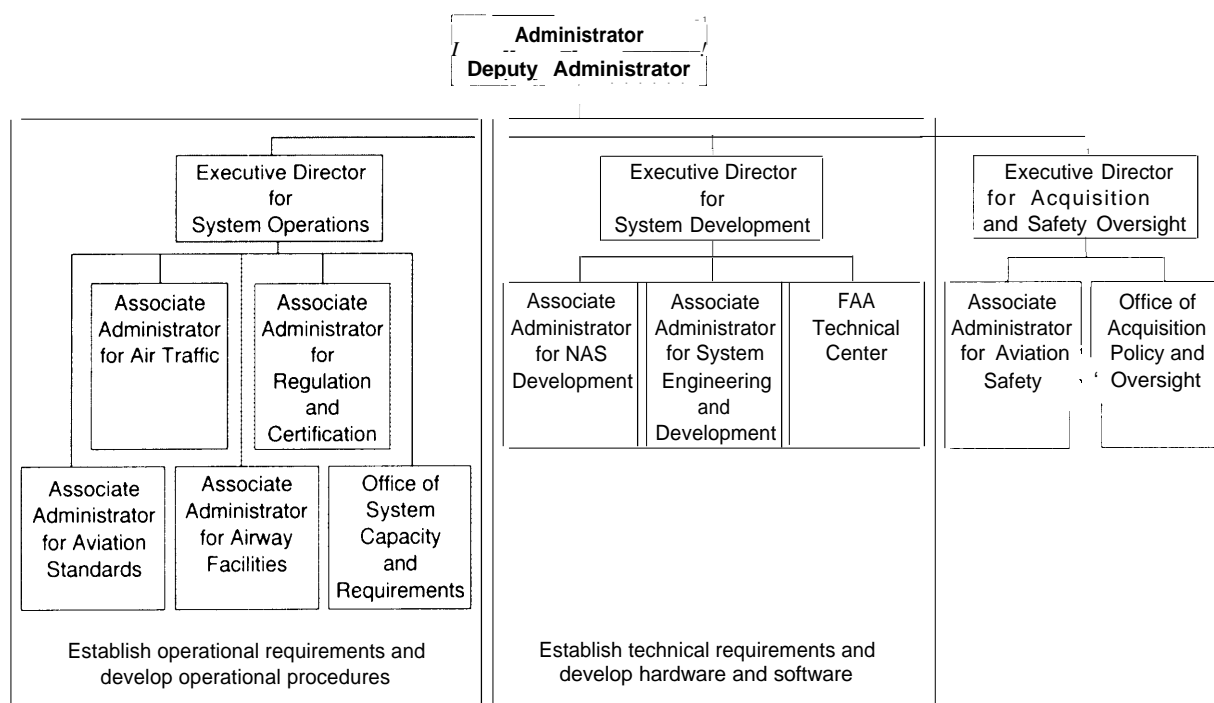 Administrator
Deputy Administrator
Executive Director
for
System Operations
Executive Director
for
System Development
Executive Director
for Acquisition
and Safety Oversight
Associate
Administrator
for Air Traffic
Associate
Administrator
for
Regulation
and
Certification
Associate
Administrator
for NAS
Development
Associate
Administrator
for System
Engineering
and
Development
FAA
Technical
Center
Associate
Administrator
for Aviation
Safety
Office of
Acquisition
Policy and
Oversight
Associate
Administrator
for Aviation
Standards
Associate
Administrator
for Airway
Facilities
Office of
System
Capacity
and
Requirements
Establish operational requirements and
develop operational procedures
Establish technical requirements and
develop hardware and software